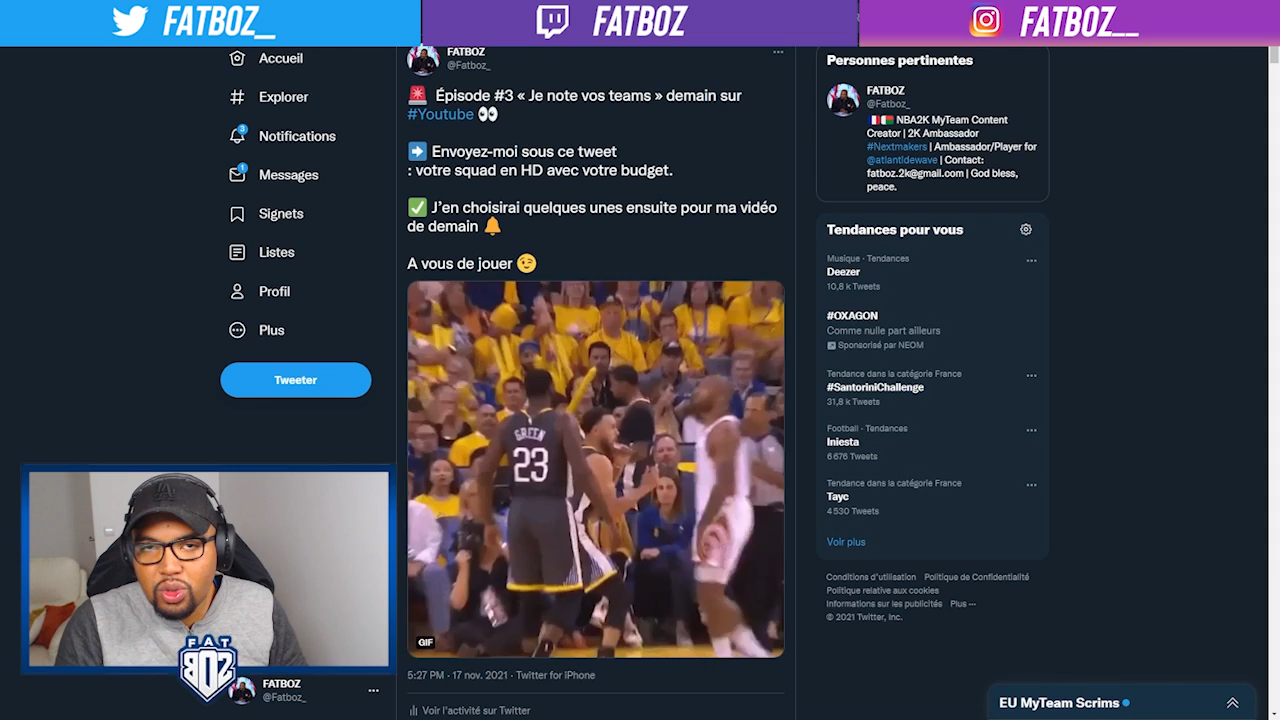 FATBOZ_
FATBOZ
FATBOZ__
Accueil
Explorer
3
Notifications
1
Messages
Signets
Listes
Profil
Plus
Tweeter
FAT
BOZ
FATBOZ
@Fatboz_
FATBOZ
@Fatboz_
Épisode #3 « Je note vos teams » demain sur
#Youtube
Envoyez-moi sous ce tweet
: votre squad en HD avec votre budget.
J’en choisirai quelques unes ensuite pour ma vidéo
de demain
A vous de jouer
GREEN
23
GIF
5:27 PM · 17 nov. 2021 · Twitter for iPhone
Voir l'activité sur Twitter
Personnes pertinentes
FATBOZ
@Fatboz_
NBA2K MyTeam Content
Creator | 2K Ambassador
#Nextmakers | Ambassador/Player for
@atlantidewave | Contact:
fatboz.2k@gmail.com | God bless,
peace.
Tendances pour vous
Musique · Tendances
Deezer
10,8 k Tweets
#OXAGON
Comme nulle part ailleurs
Sponsorisé par NEOM
Tendance dans la catégorie France
#SantoriniChallenge
31,8 k Tweets
Football · Tendances
Iniesta
6 676 Tweets
Tendance dans la catégorie France
Tayc
4 530 Tweets
Voir plus
Conditions d'utilisation Politique de Confidentialité
Politique relative aux cookies
Informations sur les publicités Plus ···
© 2021 Twitter, Inc.
EU MyTeam Scrims